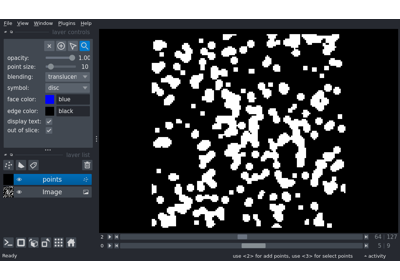 File View Window Plugins Help
layer controls
opacity: 1.00
point size: 10
blending: translucen
symbol: disc
face color: blue
edge color: black
display text:
out of slice:
layer list
points
Image
2 64 127
0 5 9
Ready use <2> for add points, use <3> for select points activity